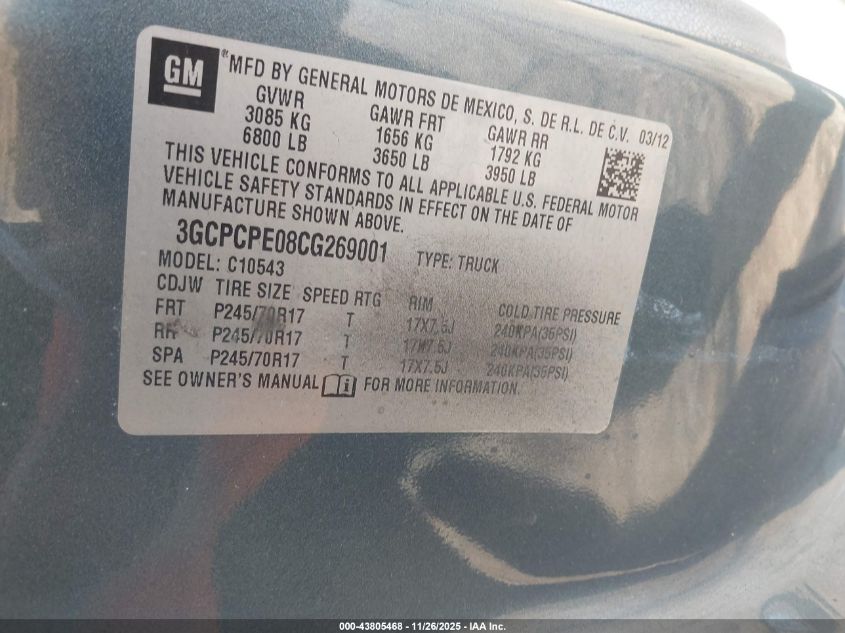 GM
® MFD BY GENERAL MOTORS DE MEXICO, S. DE R.L. DE C.V. 03/12
GVWR GAWR FRT GAWR RR
3085 KG 1656 KG 1792 KG
6800 LB 3650 LB 3950 LB
THIS VEHICLE CONFORMS TO ALL APPLICABLE U.S. FEDERAL MOTOR
VEHICLE SAFETY STANDARDS IN EFFECT ON THE DATE OF
MANUFACTURE SHOWN ABOVE.
3GCPCPE08CG269001 TYPE: TRUCK
MODEL: C10543
CDJW TIRE SIZE SPEED RTG RIM COLD TIRE PRESSURE
FRT P245/70R17 T 17X7.5J 240KPA(35PSI)
RR P245/70R17 T 17X7.5J 240KPA(35PSI)
SPA P245/70R17 T 17X7.5J 240KPA(35PSI)
SEE OWNER'S MANUAL FOR MORE INFORMATION.
000-43805468 - 11/26/2025 - IAA Inc.